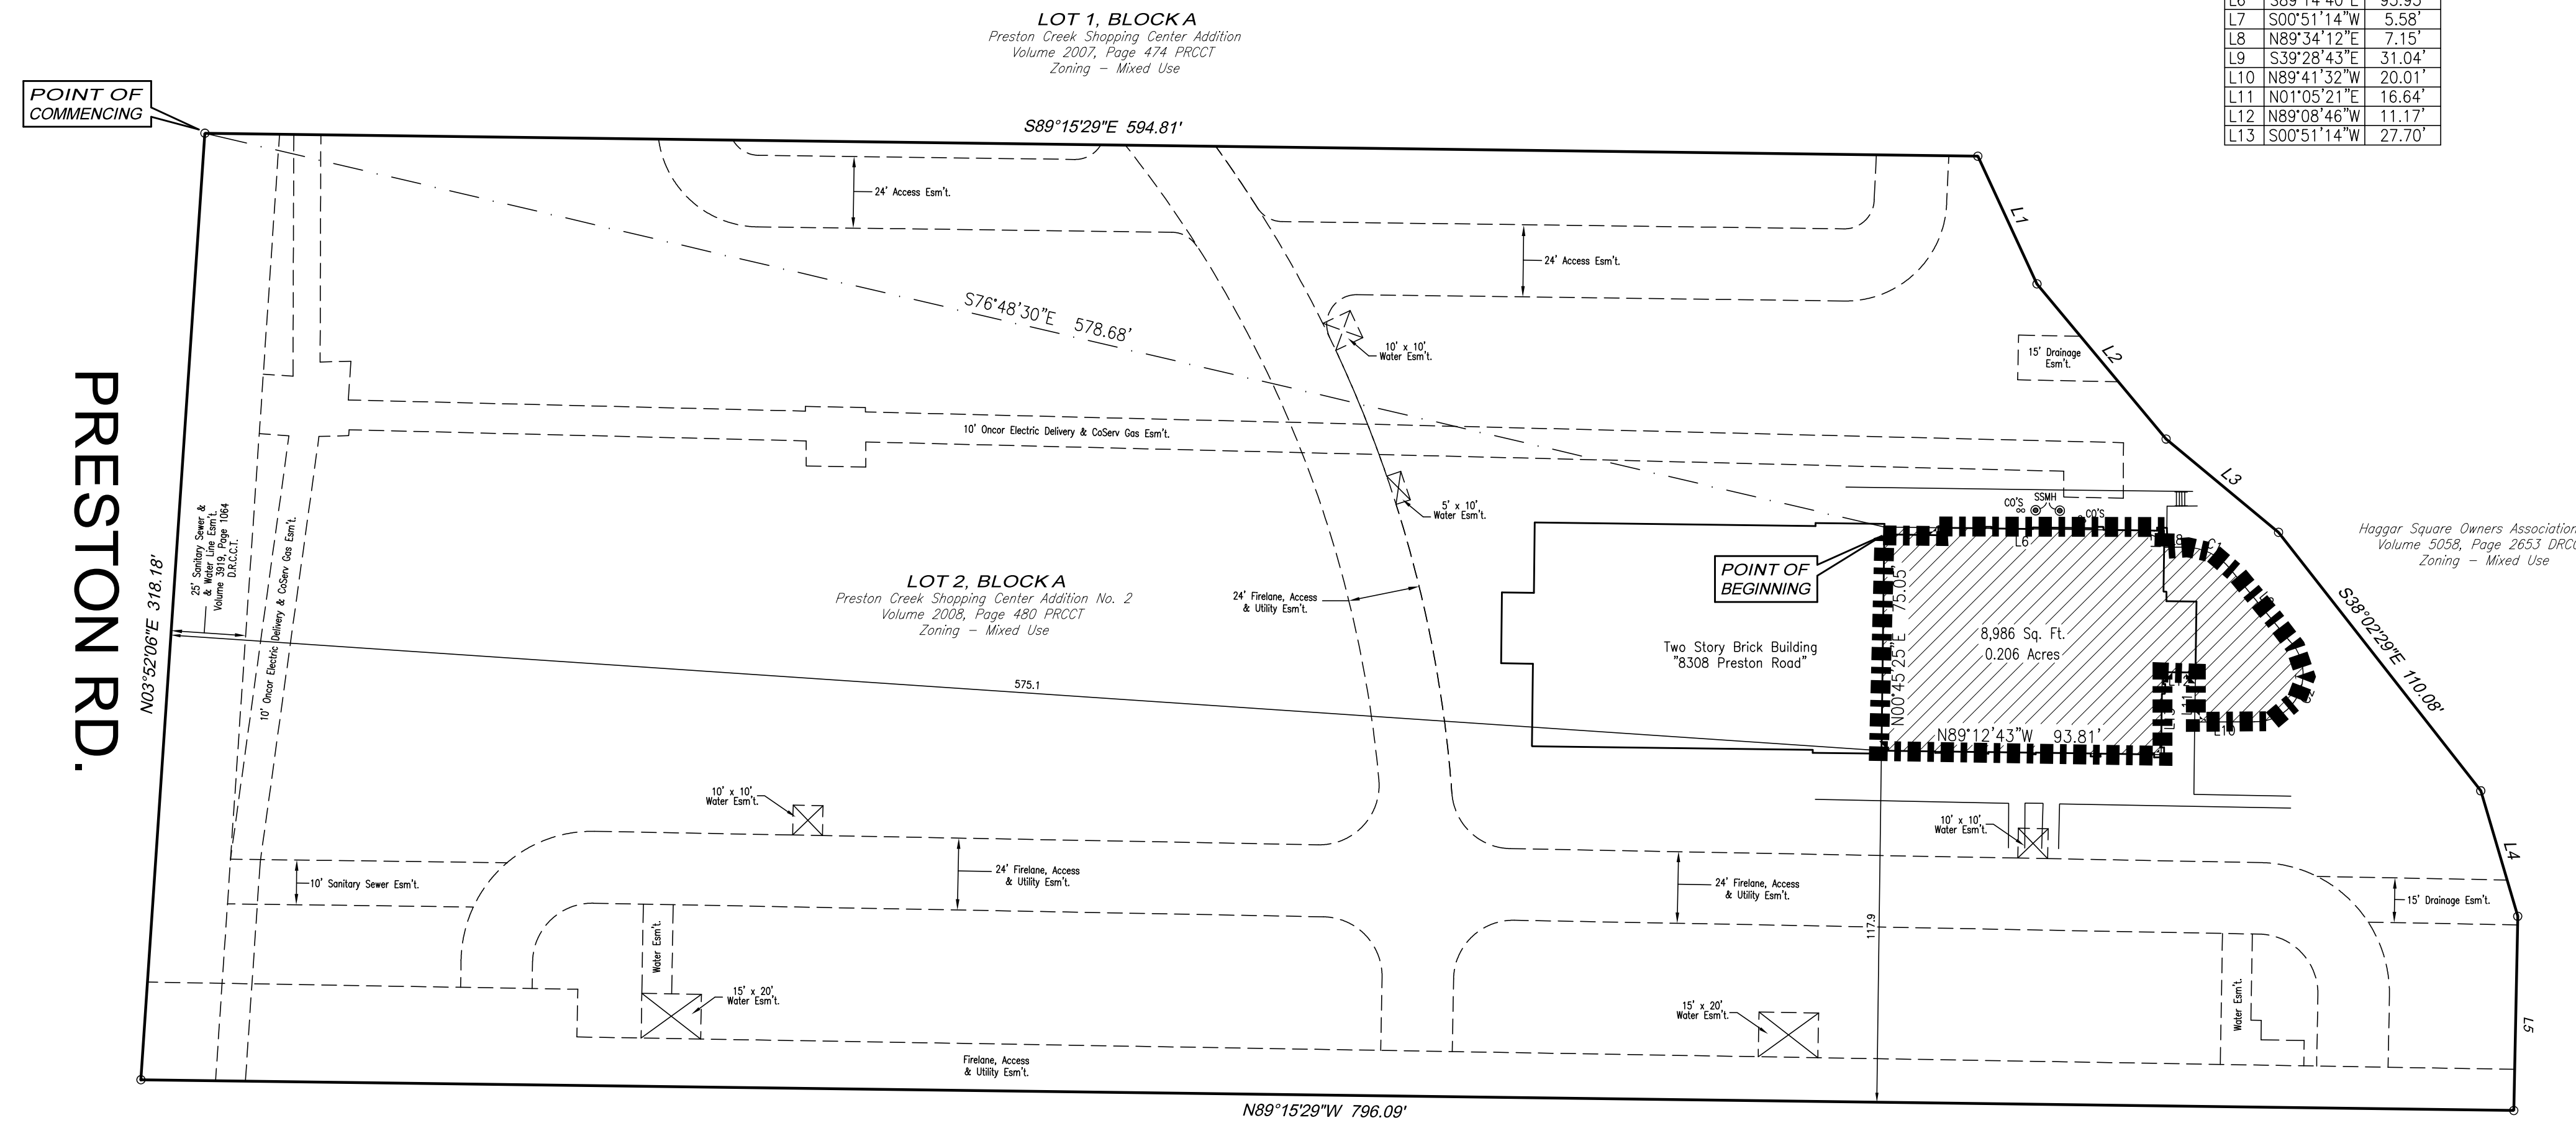 LOT 1, BLOCK A
Preston Creek Shopping Center Addition
Volume 2007, Page 474 PRCCT
Zoning – Mixed Use
L6 S89°14'40"E 93.93'
L7 S00°51'14"W 5.58'
L8 N89°34'12"E 7.15'
L9 S39°28'43"E 31.04'
L10 N89°41'32"W 20.01'
L11 N01°05'21"E 16.64'
L12 N89°08'46"W 11.17'
L13 S00°51'14"W 27.70'
POINT OF
COMMENCING
S89°15'29"E 594.81'
24' Access Esm't.
24' Access Esm't.
L1
S76°48'30"E 578.68'
10' x 10'
Water Esm't.
15' Drainage
Esm't.
L2
10' Oncor Electric Delivery & CoServ Gas Esm't.
L3
PRESTON RD.
N03°52'06"E 318.18'
25' Sanitary Sewer &
& Water Line Esm't.
Volume 3919, Page 1064
D.R.C.C.T.
10' Oncor Electric Delivery & CoServ Gas Esm't.
5' x 10'
Water Esm't.
CO'S
SSMH
CO'S
L6
L8
C1
Haggar Square Owners Association
Volume 5058, Page 2653 DRCC
Zoning – Mixed Use
POINT OF
BEGINNING
LOT 2, BLOCK A
Preston Creek Shopping Center Addition No. 2
Volume 2008, Page 480 PRCCT
Zoning – Mixed Use
24' Firelane, Access
& Utility Esm't.
Two Story Brick Building
"8308 Preston Road"
N00°45'25"E 75.05'
8,986 Sq. Ft.
0.206 Acres
L9
S38°02'29"E 110.08'
575.1
L12
L11
L13
C2
L10
N89°12'43"W 93.81'
10' x 10'
Water Esm't.
10' x 10'
Water Esm't.
L4
10' Sanitary Sewer Esm't.
24' Firelane, Access
& Utility Esm't.
24' Firelane, Access
& Utility Esm't.
15' Drainage Esm't.
117.9
Water Esm't.
15' x 20'
Water Esm't.
15' x 20'
Water Esm't.
Water Esm't.
L5
Firelane, Access
& Utility Esm't.
N89°15'29"W 796.09'